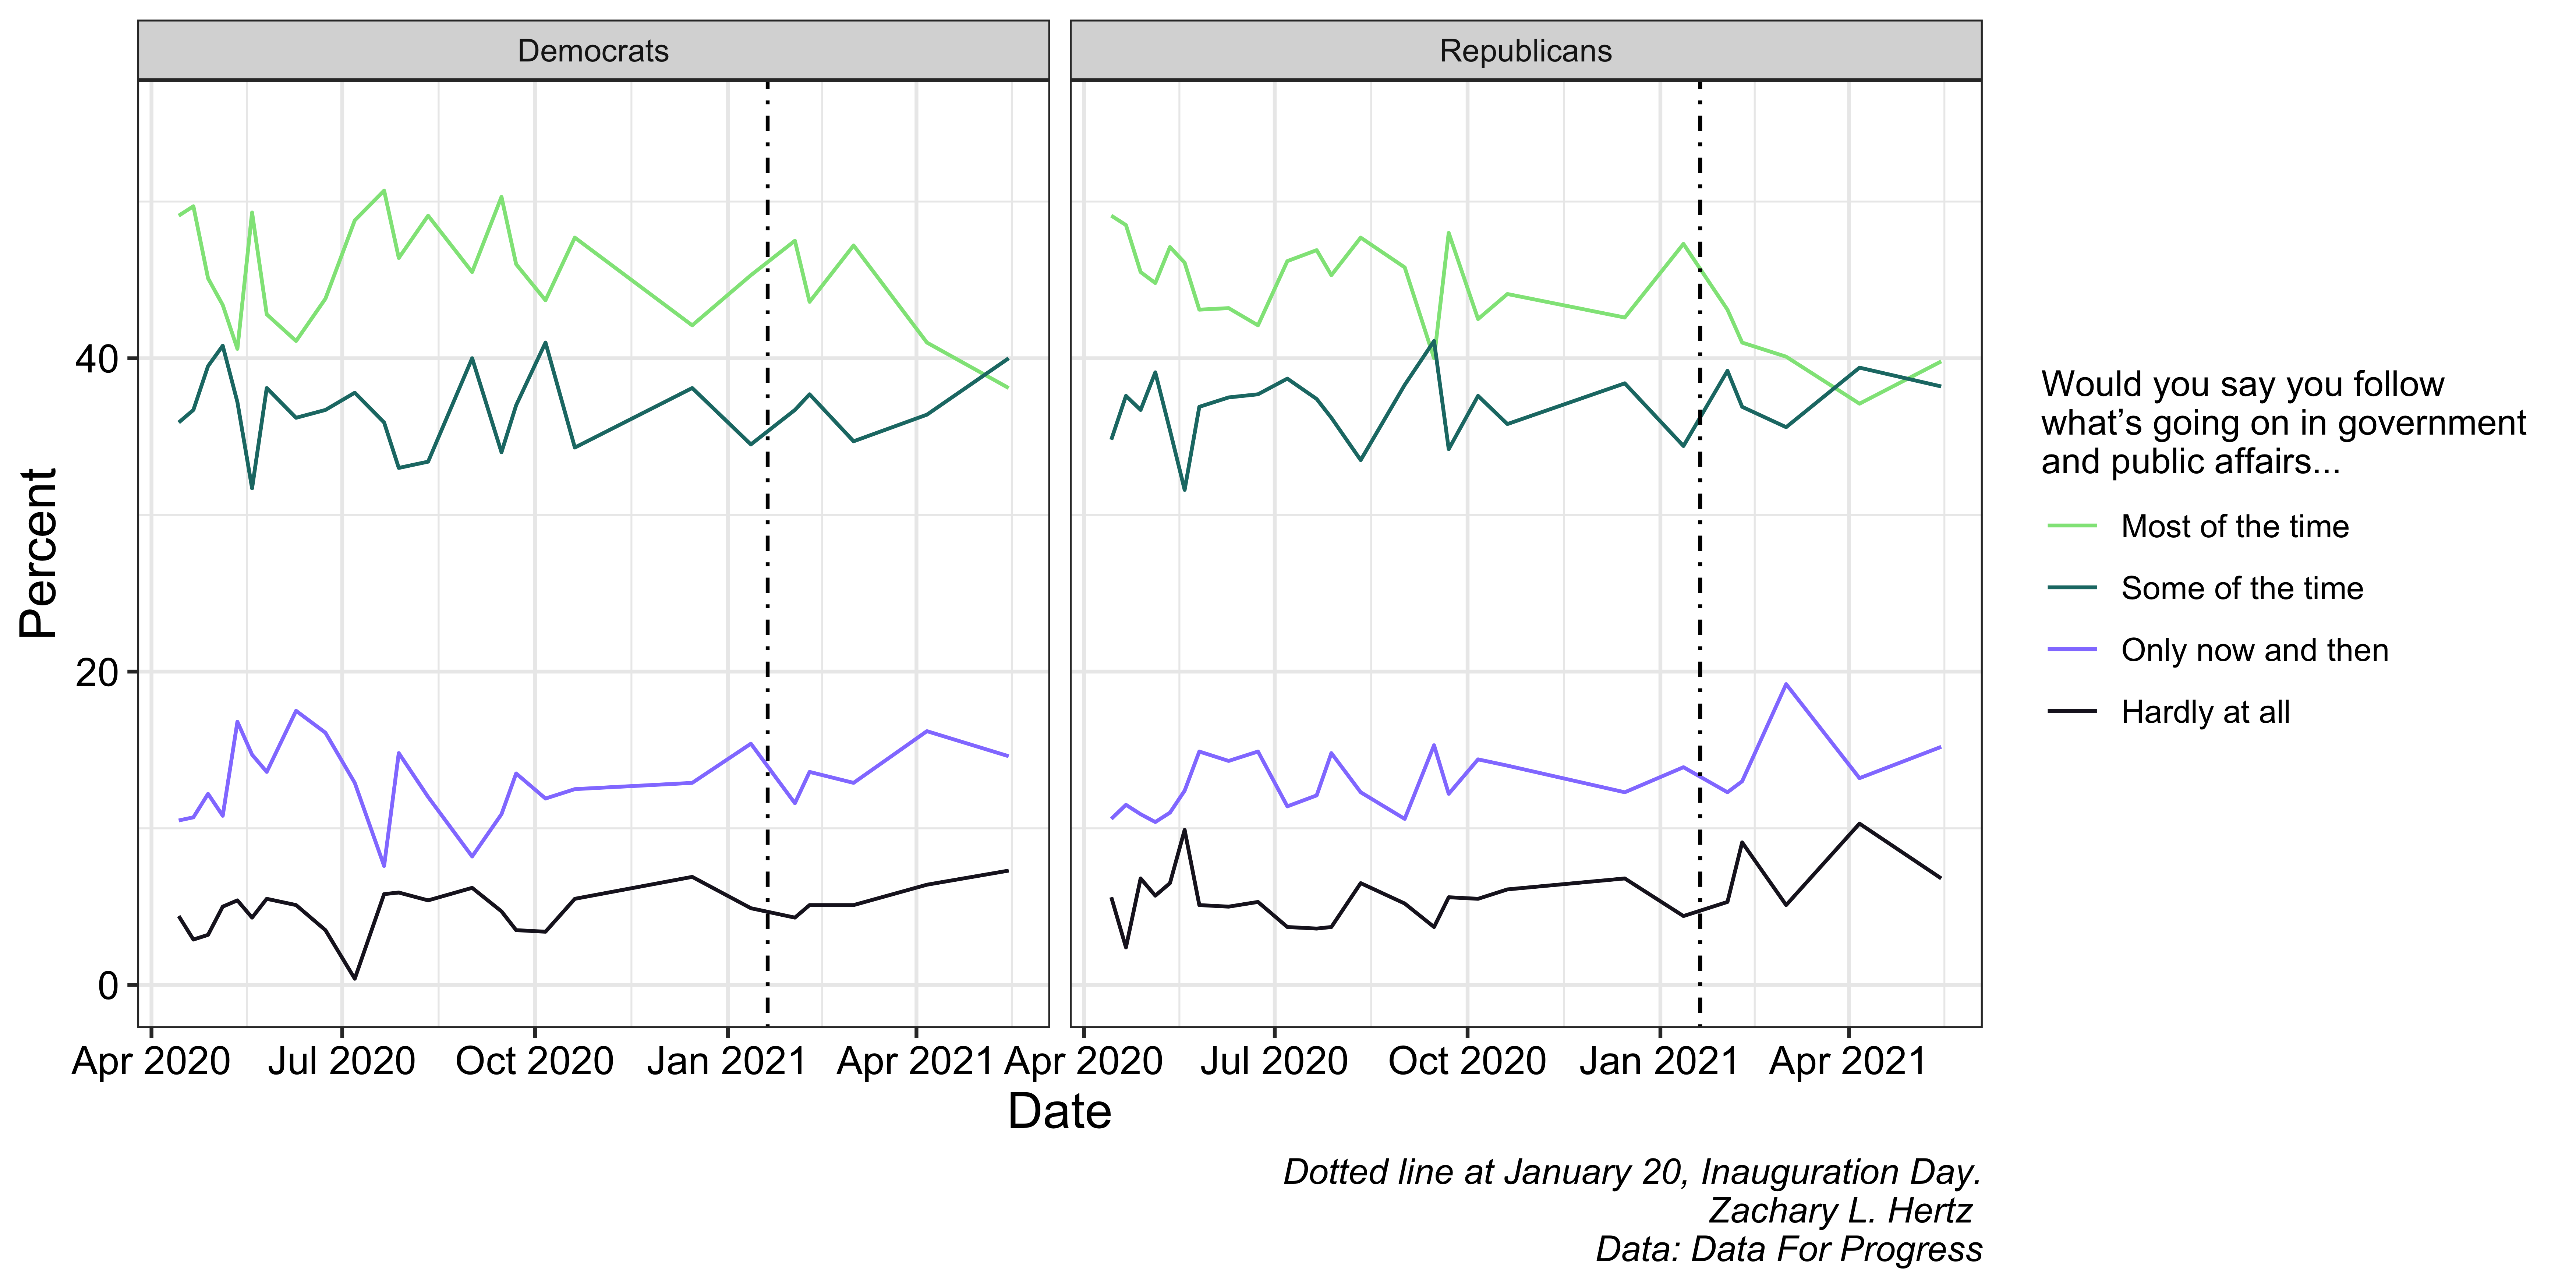 Democrats
Republicans
Percent
40
20
0
Apr 2020
Jul 2020
Oct 2020
Jan 2021
Apr 2021
Apr 2020
Jul 2020
Oct 2020
Jan 2021
Apr 2021
Date
Would you say you follow
what’s going on in government
and public affairs...
Most of the time
Some of the time
Only now and then
Hardly at all
Dotted line at January 20, Inauguration Day.
Zachary L. Hertz
Data: Data For Progress